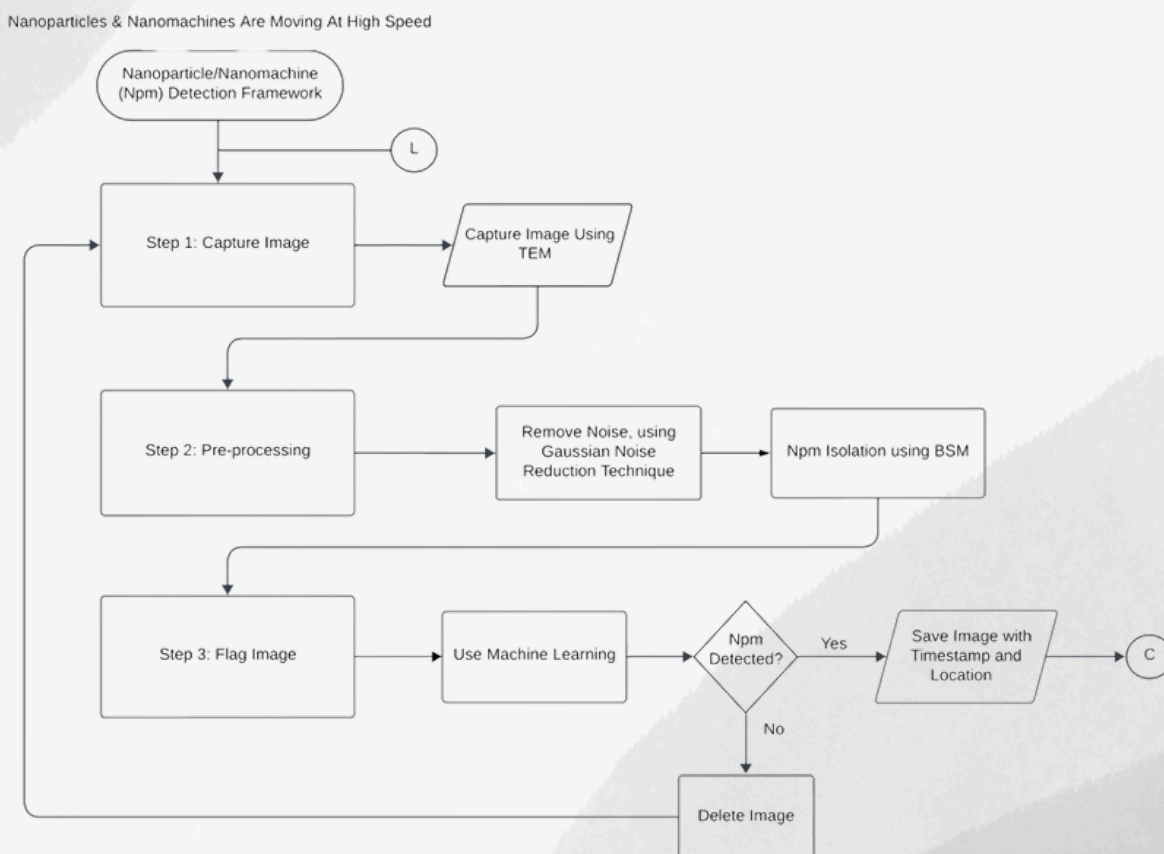 Nanoparticles & Nanomachines Are Moving At High Speed
Nanoparticle/Nanomachine
(Npm) Detection Framework
L
Step 1: Capture Image
Capture Image Using
TEM
Step 2: Pre-processing
Remove Noise, using
Gaussian Noise
Reduction Technique
Npm Isolation using BSM
Step 3: Flag Image
Use Machine Learning
Npm
Detected?
Yes
Save Image with
Timestamp and
Location
C
No
Delete Image